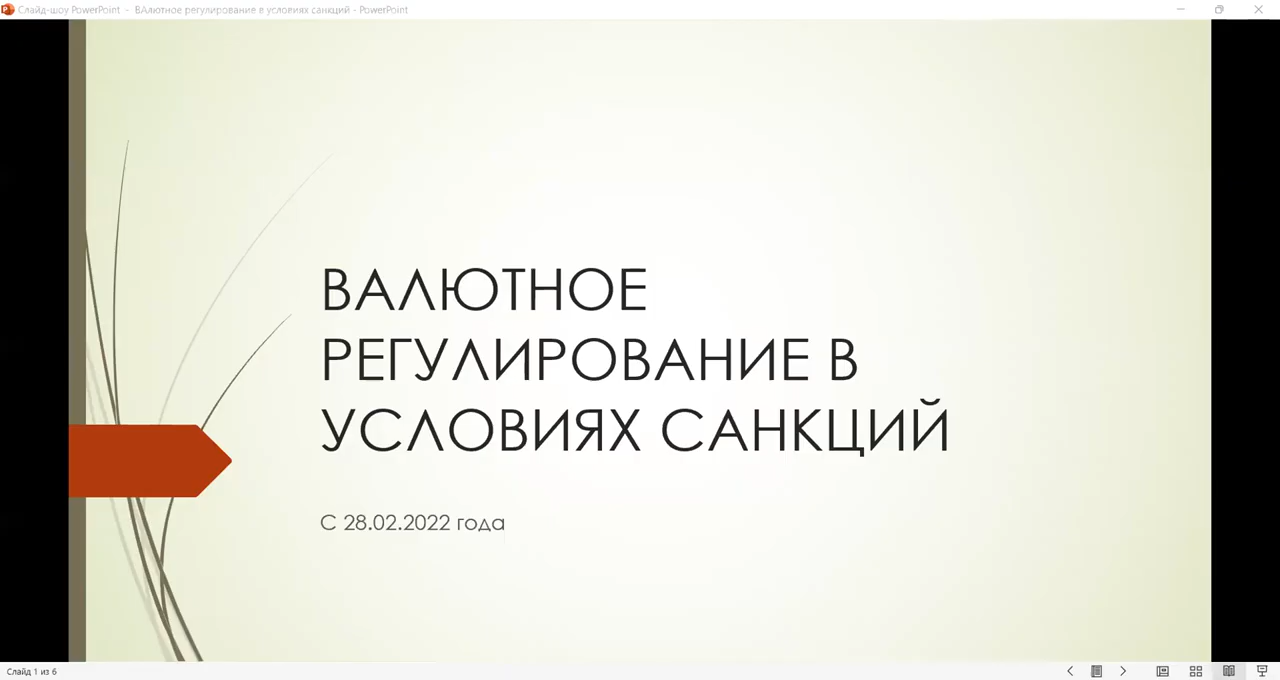 Слайд-шоу PowerPoint - ВАлютное регулирование в условиях санкций - PowerPoint
ВАЛЮТНОЕ
РЕГУЛИРОВАНИЕ В
УСЛОВИЯХ САНКЦИЙ
С 28.02.2022 года
Слайд 1 из 6